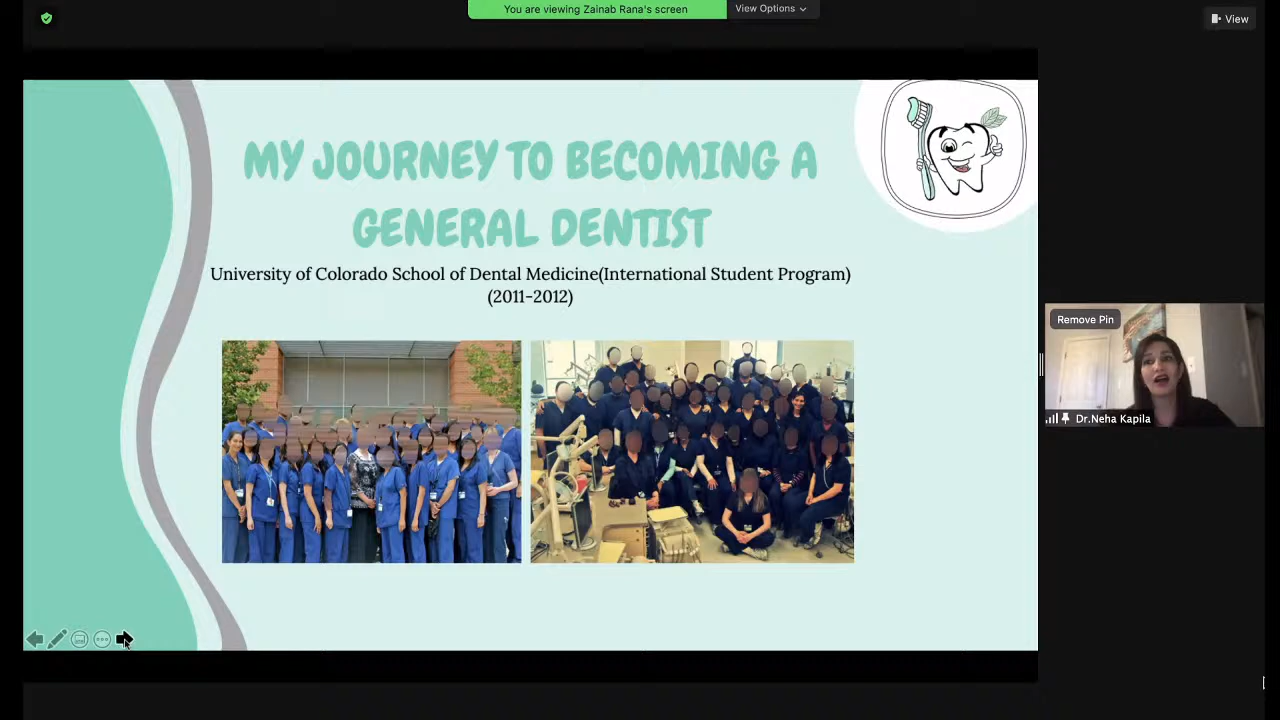 You are viewing Zainab Rana's screen
View Options
View
MY JOURNEY TO BECOMING A
GENERAL DENTIST
University of Colorado School of Dental Medicine(International Student Program)
(2011-2012)
Remove Pin
Dr.Neha Kapila